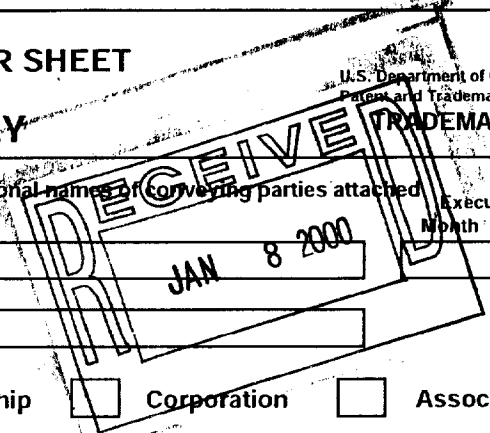 R SHEET
U.S. Department of
Patent and Tradema
Y
TRADEMA
RECEIVED
onal names of conveying parties attached
Execu
Month
JAN 8 2000
hip Corporation Assoc